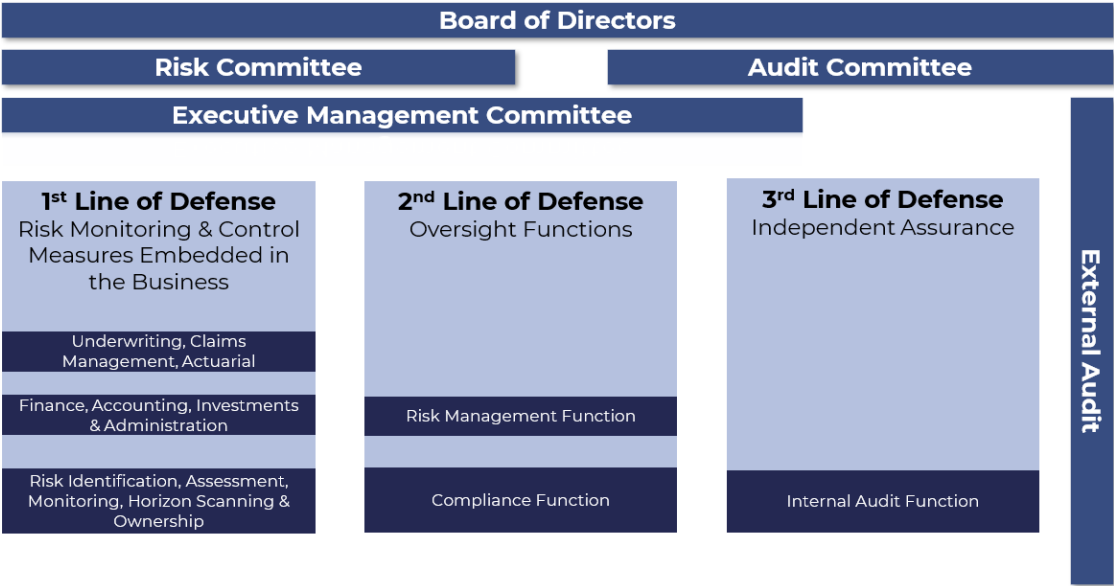 Board of Directors
Risk Committee
Audit Committee
Executive Management Committee
1st Line of Defense
Risk Monitoring & Control
Measures Embedded in
the Business
Underwriting, Claims
Management, Actuarial
Finance, Accounting, Investments
& Administration
Risk Identification, Assessment,
Monitoring, Horizon Scanning &
Ownership
2nd Line of Defense
Oversight Functions
Risk Management Function
Compliance Function
3rd Line of Defense
Independent Assurance
Internal Audit Function
External Audit